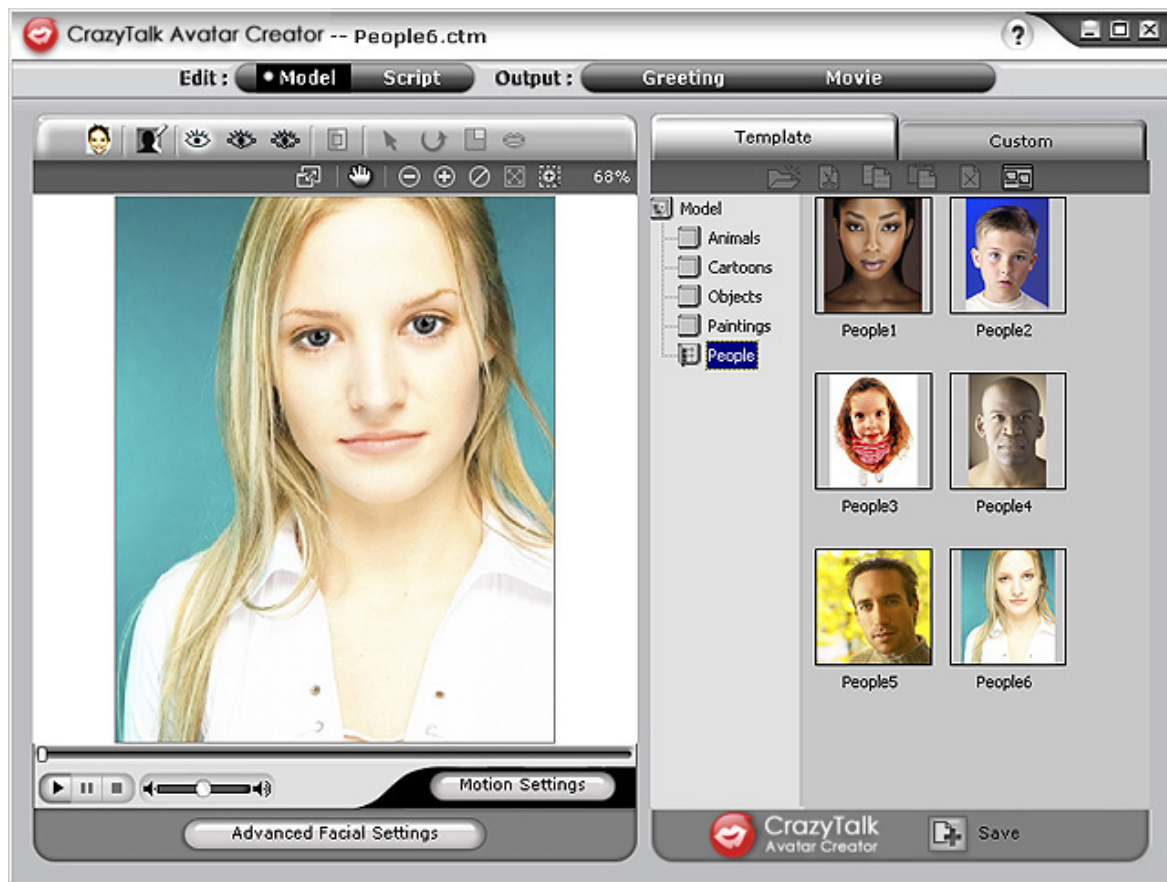 CrazyTalk Avatar Creator -- People6.ctm
?
Edit : Model Script Output : Greeting Movie
Template Custom
68%
Model
Animals
Cartoons
Objects
Paintings
People
People1 People2
People3 People4
People5 People6
Motion Settings
Advanced Facial Settings
CrazyTalk
Avatar Creator
Save